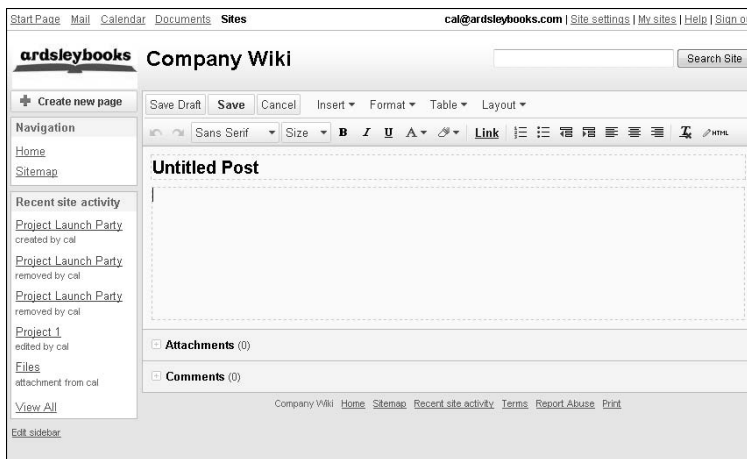 Start Page Mail Calendar Documents Sites cal@ardsleybooks.com | Site settings | My sites | Help | Sign o
ardsleybooks
Company Wiki
Search Site
Create new page
Save Draft Save Cancel Insert Format Table Layout
Sans Serif Size B I U A Link T HTML
Navigation
Home
Sitemap
Untitled Post
Recent site activity
Project Launch Party
created by cal
Project Launch Party
removed by cal
Project Launch Party
removed by cal
Project 1
edited by cal
Files
attachment from cal
View All
Edit sidebar
Attachments (0)
Comments (0)
Company Wiki Home Sitemap Recent site activity Terms Report Abuse Print